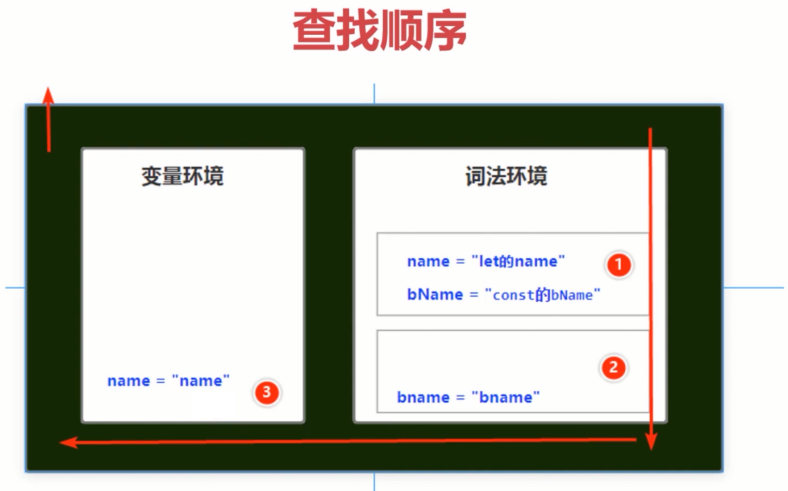 查找顺序
变量环境
name = "name"
3
词法环境
name = "let的name"
1
bName = "const的bName"
2
bname = "bname"